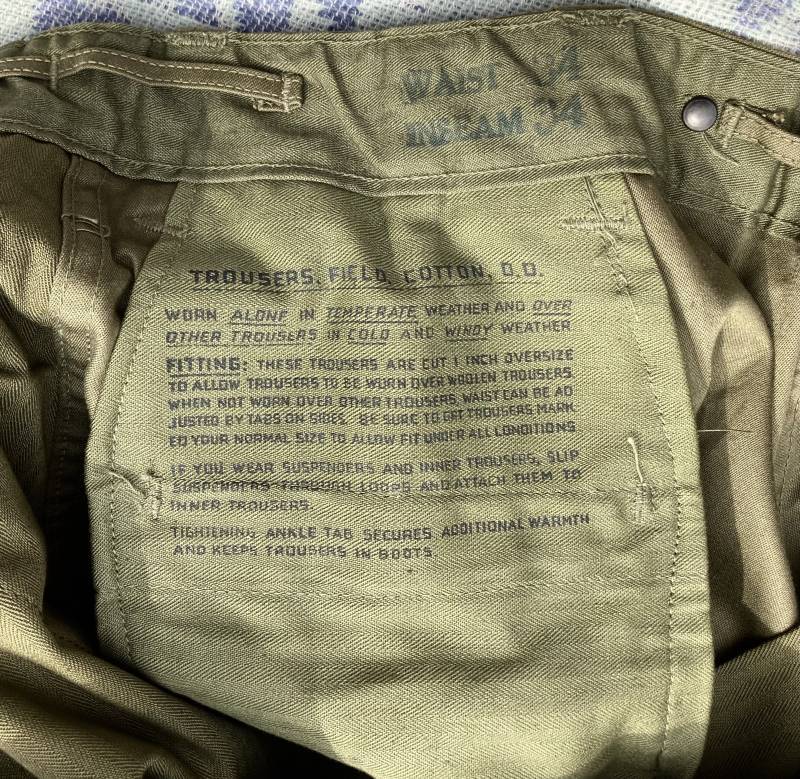 WAIST 34
INSEAM 34
TROUSERS, FIELD, COTTON, O.D.
WORN ALONE IN TEMPERATE WEATHER AND OVER
OTHER TROUSERS IN COLD AND WINDY WEATHER
FITTING: THESE TROUSERS ARE CUT 1 INCH OVERSIZE
TO ALLOW TROUSERS TO BE WORN OVER WOOLEN TROUSERS.
WHEN NOT WORN OVER OTHER TROUSERS, WAIST CAN BE AD
JUSTED BY TABS ON SIDES. BE SURE TO GET TROUSERS MARK
ED YOUR NORMAL SIZE TO ALLOW FIT UNDER ALL CONDITIONS
IF YOU WEAR SUSPENDERS AND INNER TROUSERS, SLIP
SUSPENDERS THROUGH LOOPS AND ATTACH THEM TO
INNER TROUSERS.
TIGHTENING ANKLE TAB SECURES ADDITIONAL WARMTH
AND KEEPS TROUSERS IN BOOTS.